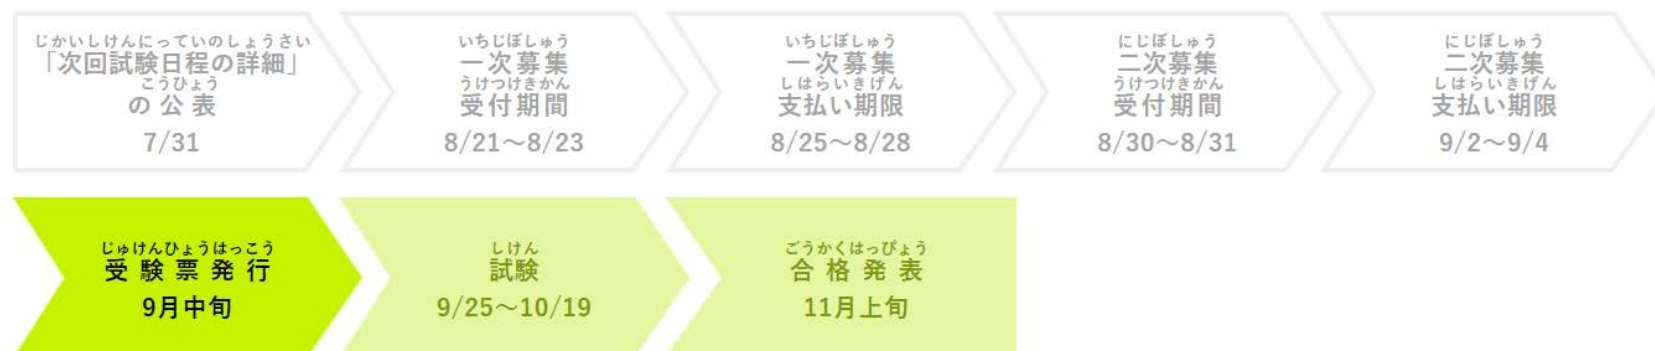 じかいしけんにっていのしょうさい
「次回試験日程の詳細」
こうひょう
の公表
7/31
いちじぼしゅう
一次募集
うけつけきかん
受付期間
8/21～8/23
いちじぼしゅう
一次募集
しはらいきげん
支払い期限
8/25～8/28
にじぼしゅう
二次募集
うけつけきかん
受付期間
8/30～8/31
にじぼしゅう
二次募集
しはらいきげん
支払い期限
9/2～9/4
じゅけんひょうはっこう
受験票発行
9月中旬
しけん
試験
9/25～10/19
ごうかくはっぴょう
合格発表
11月上旬